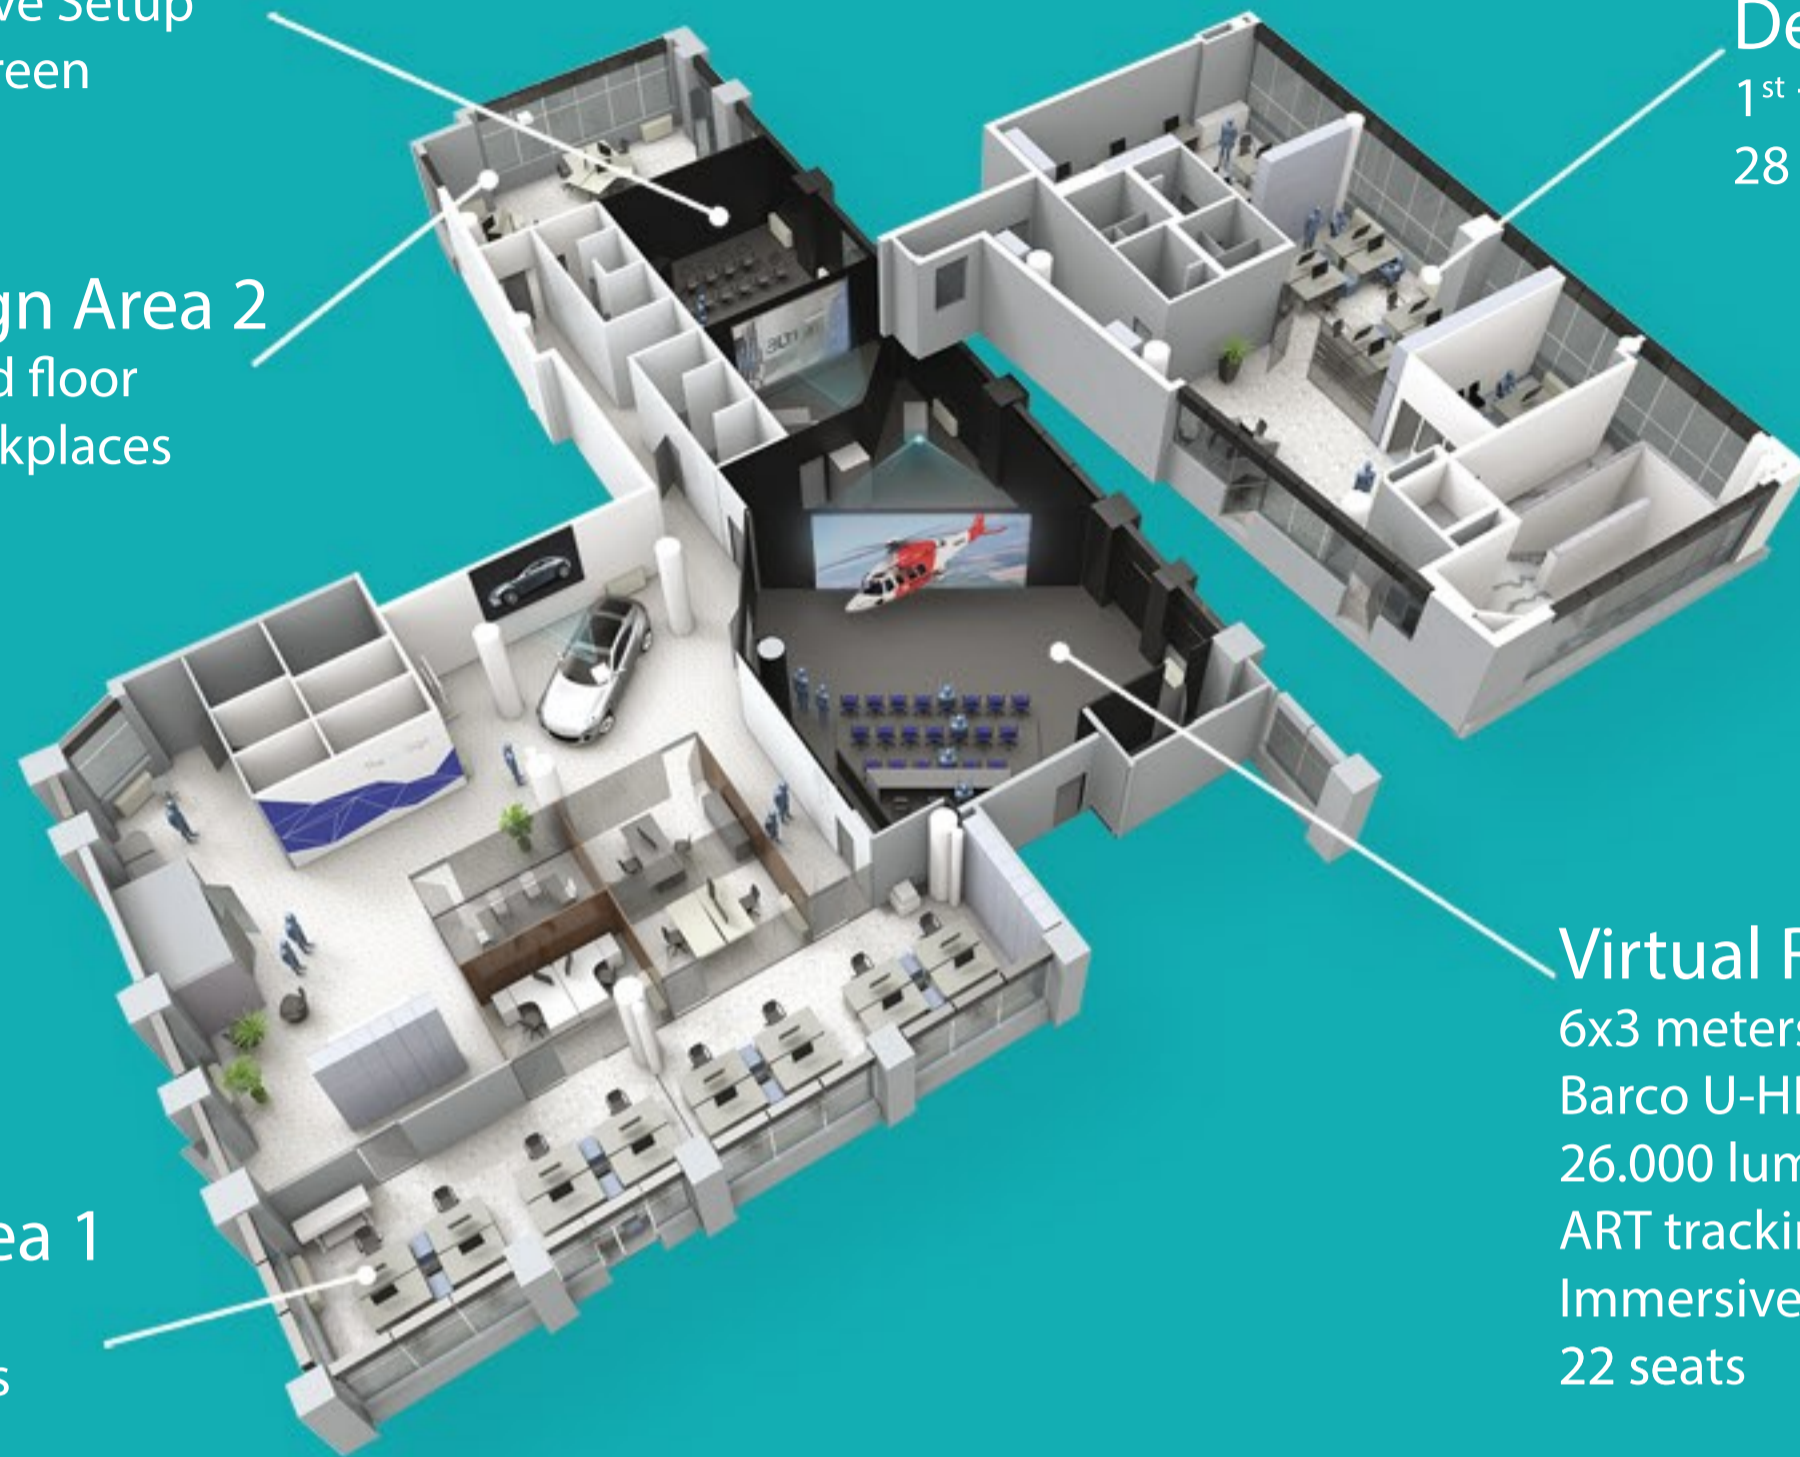 ve Setup
reen
gn Area 2
d floor
kplaces
ea 1
s
De
1st
28
Virtual R
6x3 meters
Barco U-H
26.000 lum
ART trackin
Immersive
22 seats